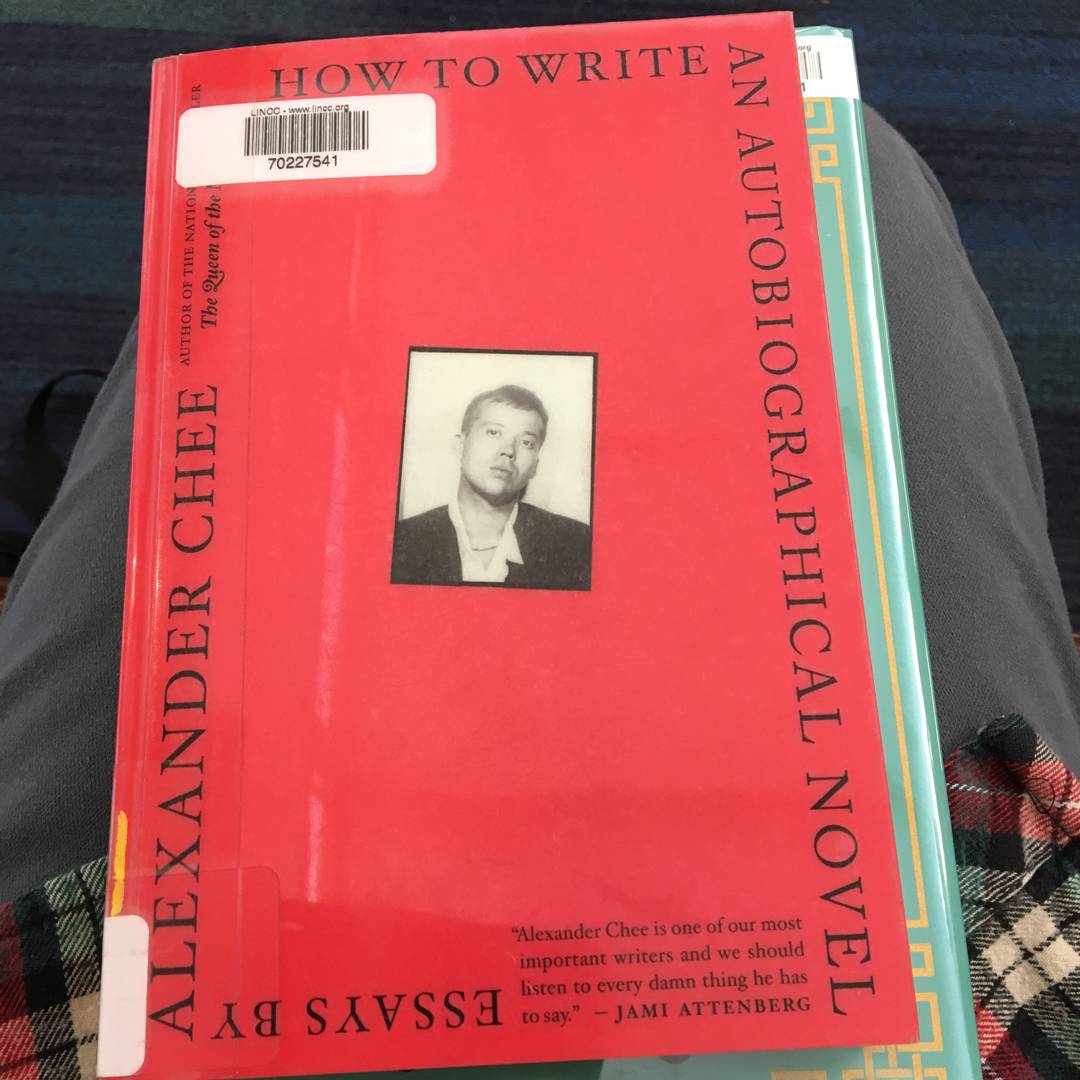 HOW TO WRITE
AN AUTOBIOGRAPHICAL NOVEL
ESSAYS BY
ALEXANDER CHEE
AUTHOR OF THE
The Queen of the
LINCC - www.lincc.org
70227541
"Alexander Chee is one of our most
important writers and we should
listen to every damn thing he has
to say." — JAMI ATTENBERG